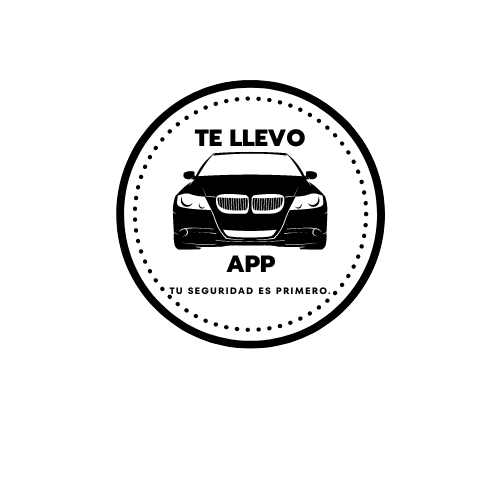 TE LLEVO
APP
TU SEGURIDAD ES PRIMERO.